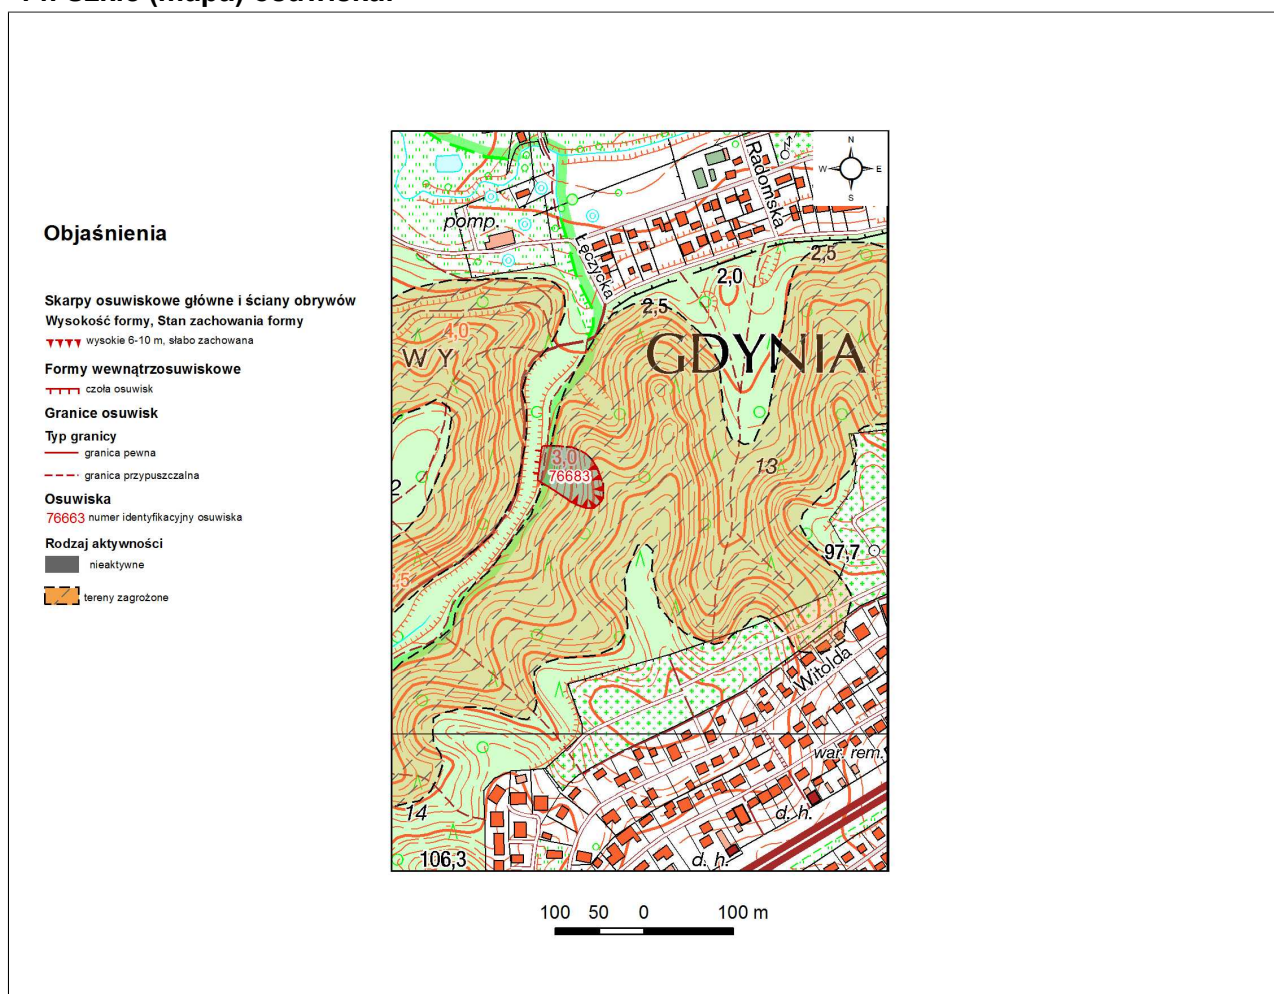 Objaśnienia
Skarpy osuwiskowe główne i ściany obrywów
Wysokość formy, Stan zachowania formy
wysokie 6-10 m, słabo zachowana
Formy wewnątrzosuwiskowe
czoła osuwisk
Granice osuwisk
Typ granicy
granica pewna
granica przypuszczalna
Osuwiska
76663 numer identyfikacyjny osuwiska
Rodzaj aktywności
nieaktywne
tereny zagrożone
N
W E
S
Radomska
pomp.
Łęczycka
2,5
2,0
2,5
4,0
W Y
GDYNIA
3,0
76683
13
2
97,7
2,5
Witolda
war. rem.
14
d. h.
106,3
d. h.
100 50 0 100 m